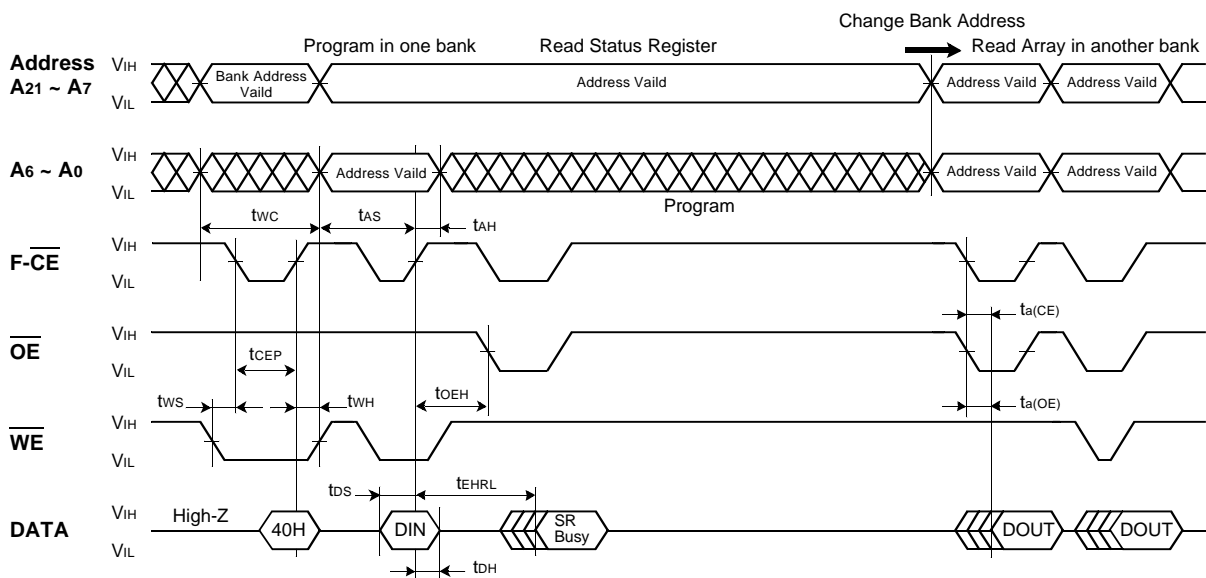 Change Bank Address
Program in one bank
Read Status Register
Read Array in another bank
Address
A21 ~ A7
VIH
VIL
Bank Address
Vaild
Address Vaild
Address Vaild
Address Vaild
A6 ~ A0
VIH
VIL
Address Vaild
Address Vaild
Address Vaild
Program
tWC
tAS
tAH
F-CE
VIH
VIL
ta(CE)
OE
VIH
VIL
tCEP
tOEH
ta(OE)
tWS
tWH
WE
VIH
VIL
tDS
tEHRL
DATA
VIH
VIL
High-Z
40H
DIN
SR
Busy
DOUT
DOUT
tDH